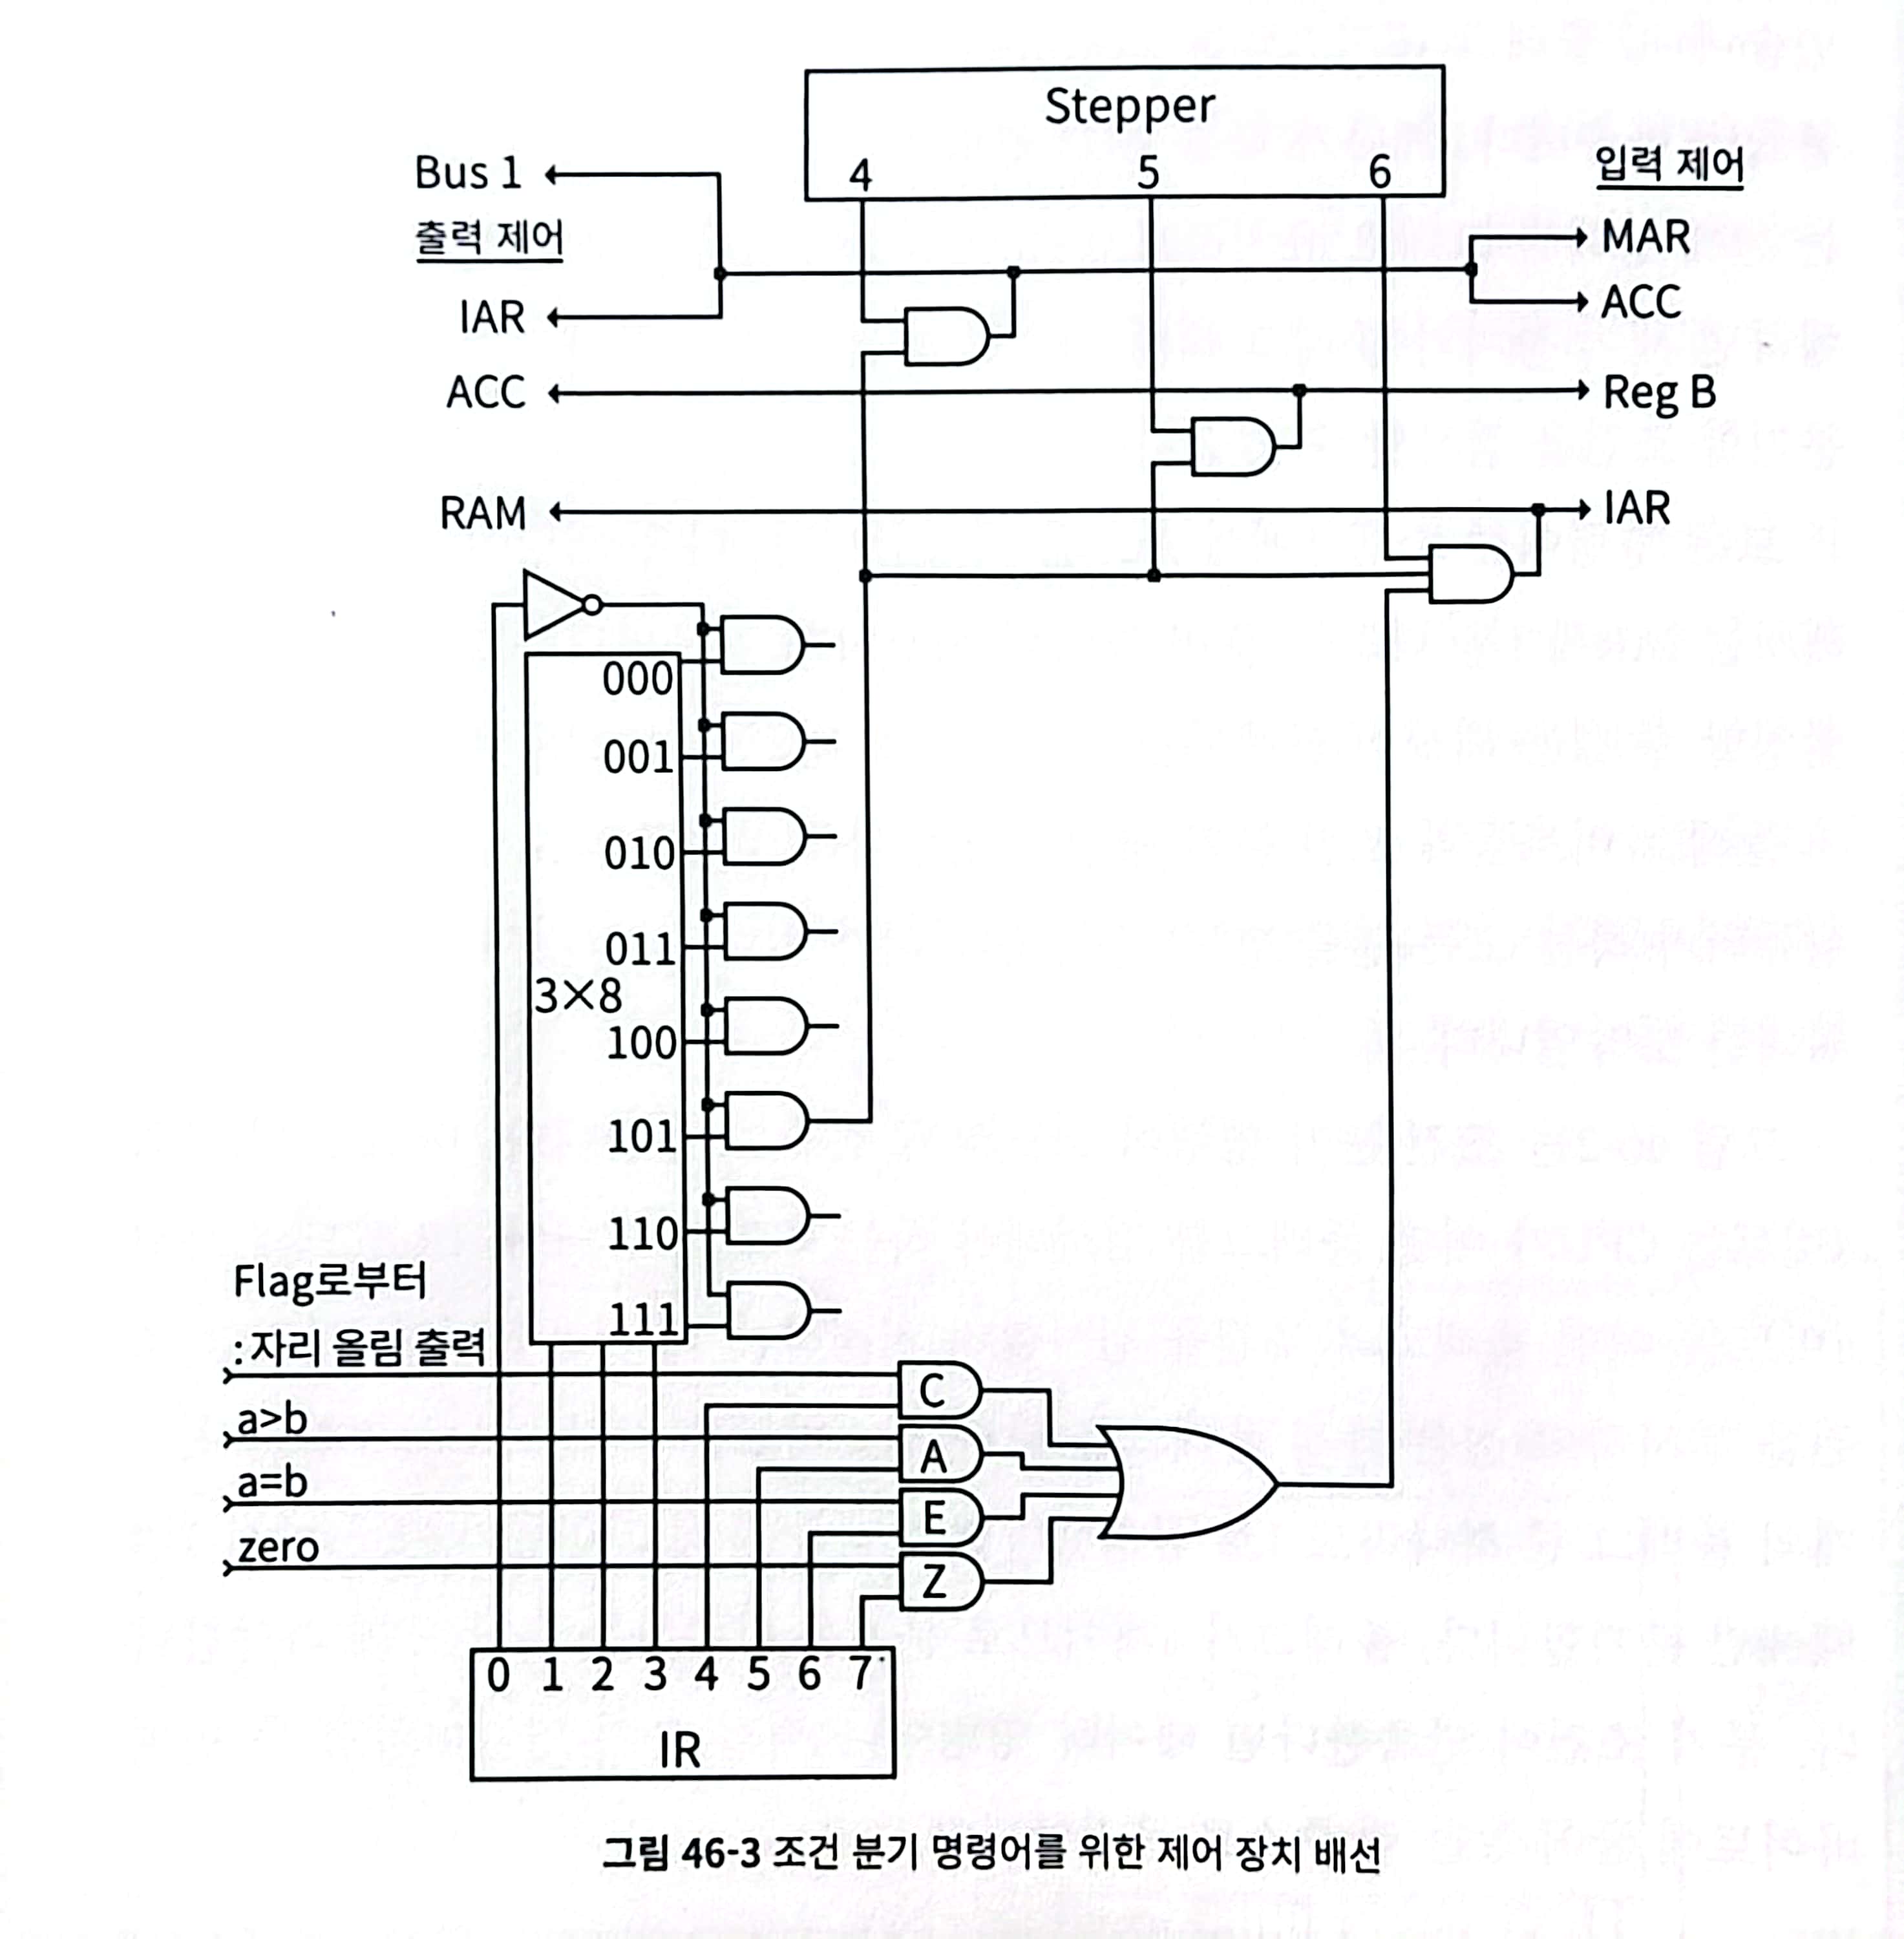 Stepper
4 5 6
Bus 1
출력 제어
IAR
ACC
RAM
입력 제어
MAR
ACC
Reg B
IAR
000
001
010
011
3×8
100
101
110
111
Flag로부터
: 자리 올림 출력
a>b
a=b
zero
C
A
E
Z
0 1 2 3 4 5 6 7
IR
그림 46-3 조건 분기 명령어를 위한 제어 장치 배선